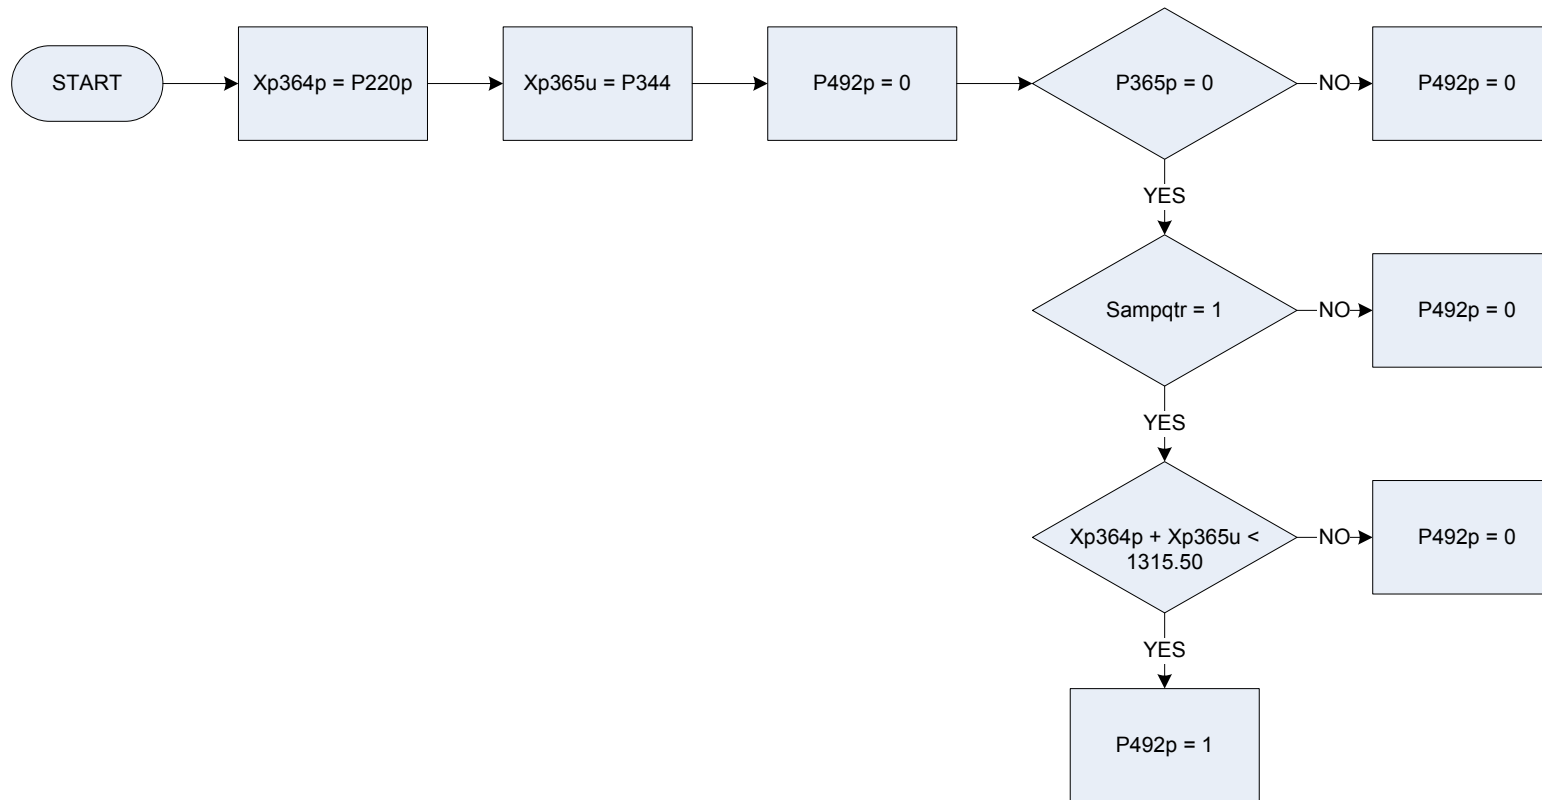 START
Xp364p = P220p
Xp365u = P344
P492p = 0
P365p = 0
NO
P492p = 0
YES
Sampqtr = 1
NO
P492p = 0
YES
Xp364p + Xp365u <
1315.50
NO
P492p = 0
YES
P492p = 1